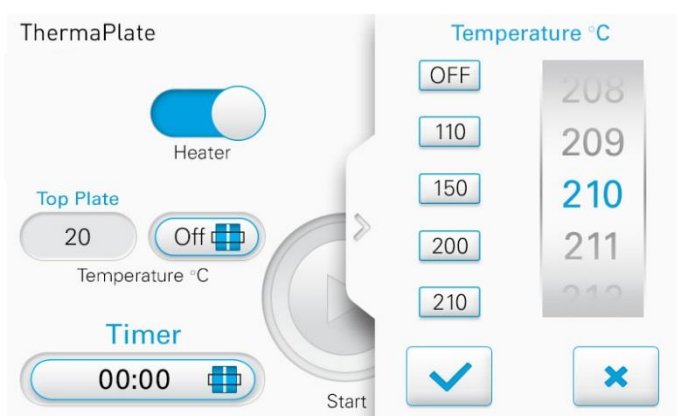 ThermaPlate
Heater
Top Plate
20
Off
Temperature °C
Timer
00:00
Start
Temperature °C
OFF
110
150
200
210
208
209
210
211
212